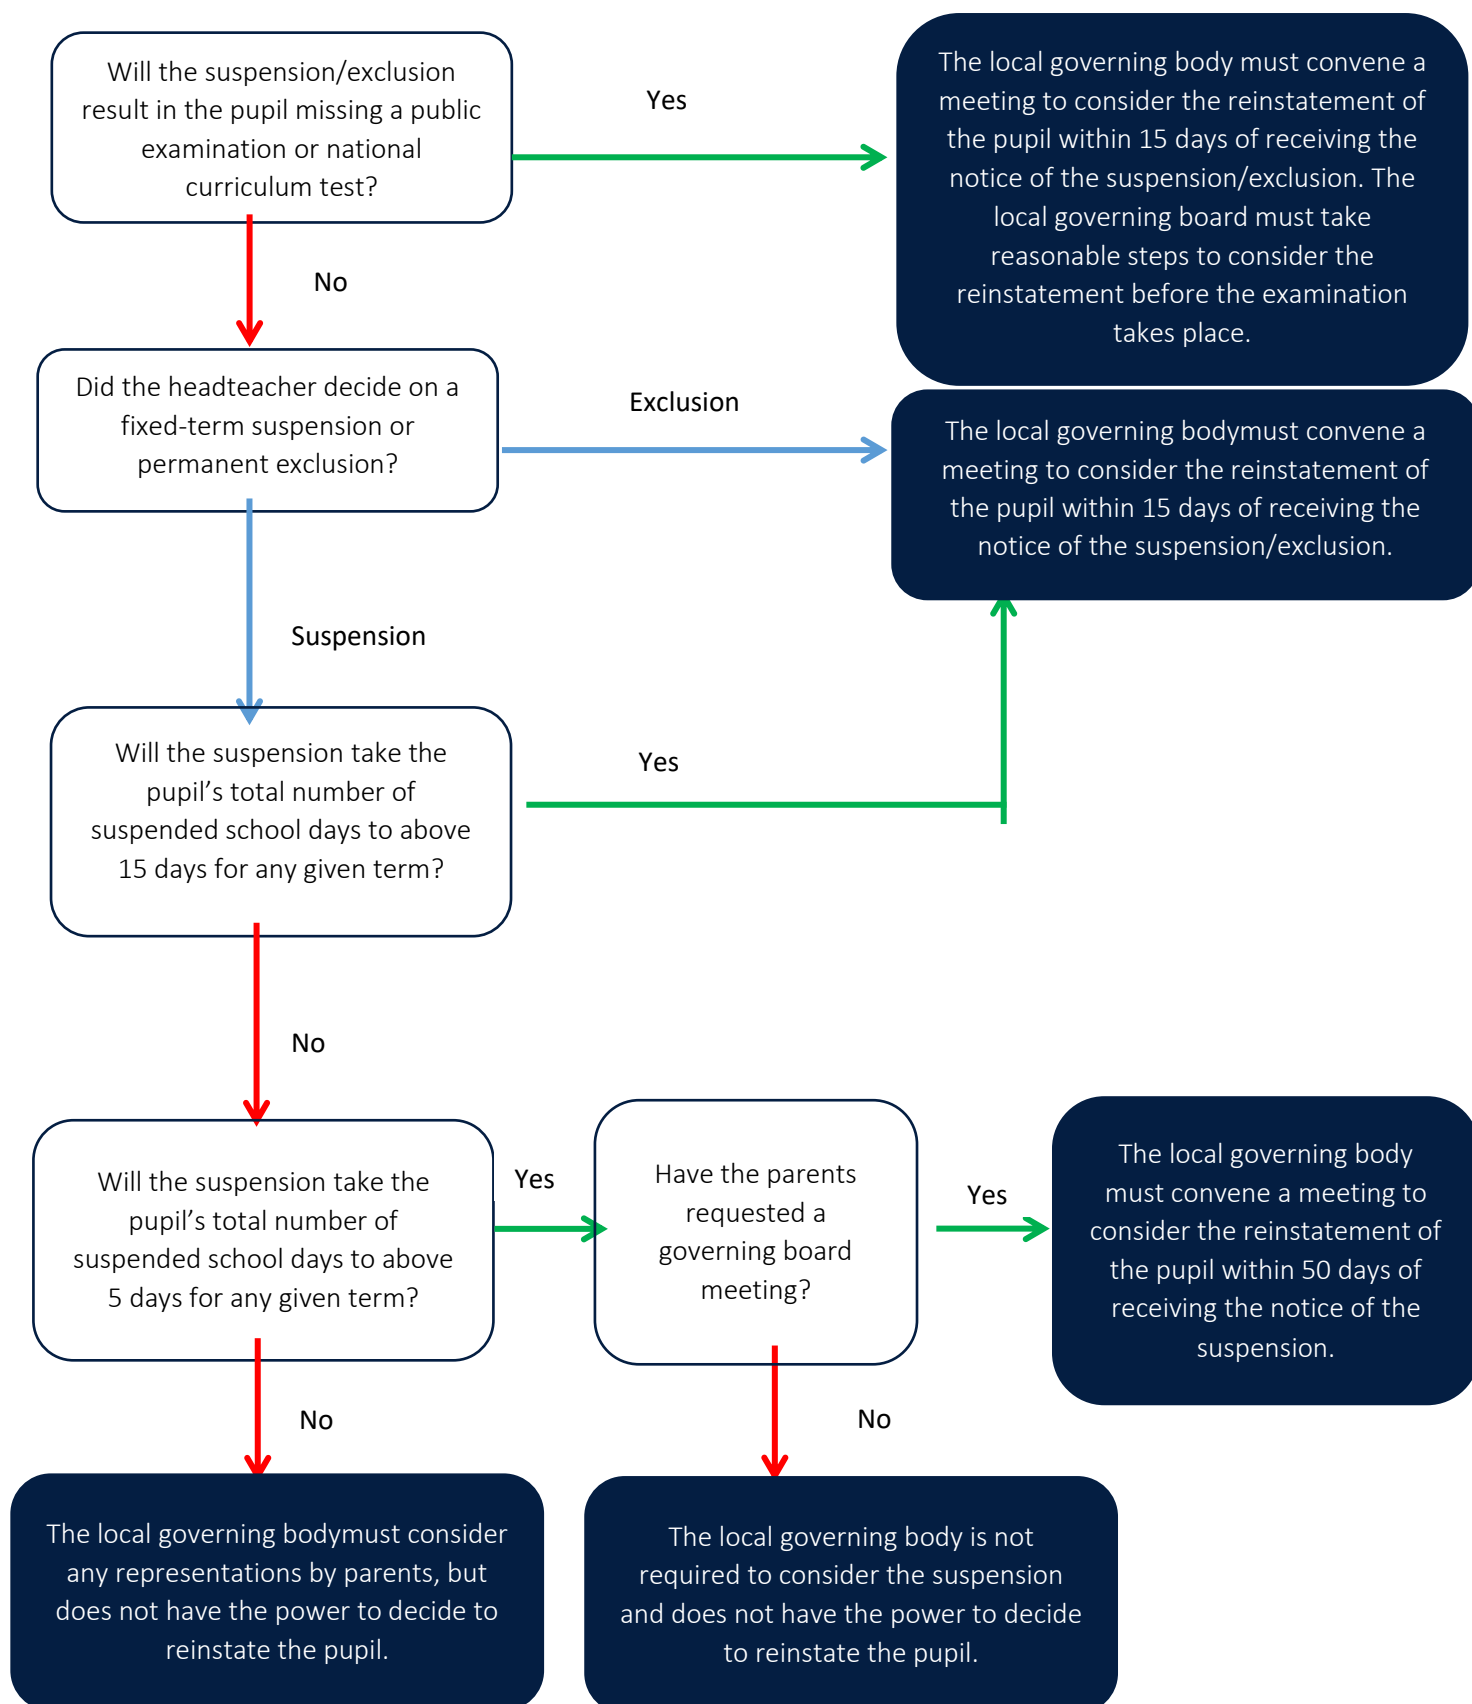 Will the suspension/exclusion
result in the pupil missing a public
examination or national
curriculum test?
Yes
The local governing body must convene a
meeting to consider the reinstatement of
the pupil within 15 days of receiving the
notice of the suspension/exclusion. The
local governing board must take
reasonable steps to consider the
reinstatement before the examination
takes place.
No
Did the headteacher decide on a
fixed-term suspension or
permanent exclusion?
Exclusion
The local governing bodymust convene a
meeting to consider the reinstatement of
the pupil within 15 days of receiving the
notice of the suspension/exclusion.
Suspension
Will the suspension take the
pupil’s total number of
suspended school days to above
15 days for any given term?
Yes
No
Will the suspension take the
pupil’s total number of
suspended school days to above
5 days for any given term?
Yes
Have the parents
requested a
governing board
meeting?
Yes
The local governing body
must convene a meeting to
consider the reinstatement of
the pupil within 50 days of
receiving the notice of the
suspension.
No
No
The local governing bodymust consider
any representations by parents, but
does not have the power to decide to
reinstate the pupil.
The local governing body is not
required to consider the suspension
and does not have the power to decide
to reinstate the pupil.